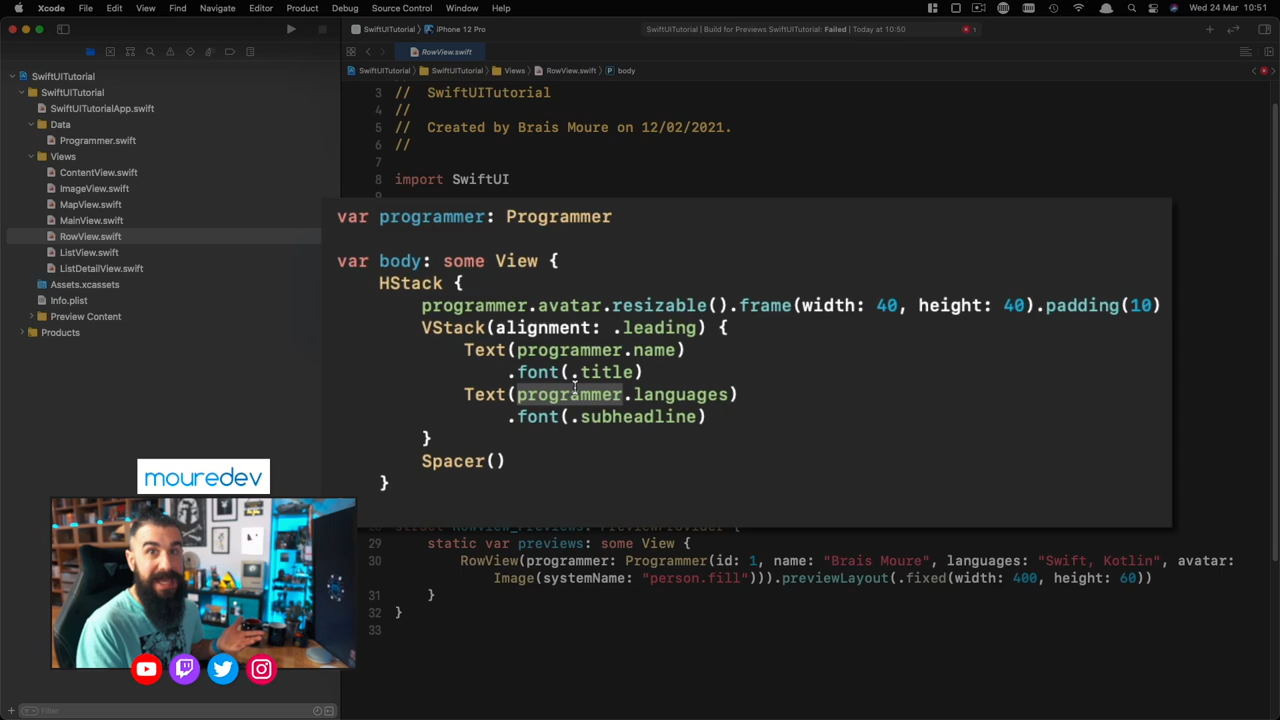 Xcode File Edit View Find Navigate Editor Product Debug Source Control Window Help Wed 24 Mar 10:51
SwiftUITutorial iPhone 12 Pro SwiftUITutorial | Build for Previews SwiftUITutorial: Failed | Today at 10:50 1
RowView.swift
SwiftUITutorial SwiftUITutorial Views RowView.swift body
SwiftUITutorial
SwiftUITutorial
SwiftUITutorialApp.swift
Data
Programmer.swift
Views
ContentView.swift
ImageView.swift
MapView.swift
MainView.swift
RowView.swift
ListView.swift
ListDetailView.swift
Assets.xcassets
Info.plist
Preview Content
Products
3 // SwiftUITutorial
4 //
5 // Created by Brais Moure on 12/02/2021.
6 //
7
8 import SwiftUI
var programmer: Programmer
var body: some View {
HStack {
programmer.avatar.resizable().frame(width: 40, height: 40).padding(10)
VStack(alignment: .leading) {
Text(programmer.name)
.font(.title)
Text(programmer.languages)
.font(.subheadline)
}
Spacer()
}
struct RowView_Previews: PreviewProvider {
29 static var previews: some View {
30 RowView(programmer: Programmer(id: 1, name: "Brais Moure", languages: "Swift, Kotlin", avatar:
Image(systemName: "person.fill"))).previewLayout(.fixed(width: 400, height: 60))
31 }
32 }
33
mouredev
Filter